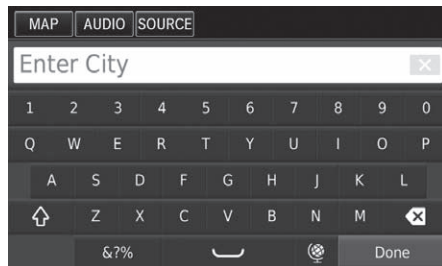 MAP AUDIO SOURCE
Enter City
1 2 3 4 5 6 7 8 9 0
Q W E R T Y U I O P
A S D F G H J K L
Z X C V B N M
&?% Done